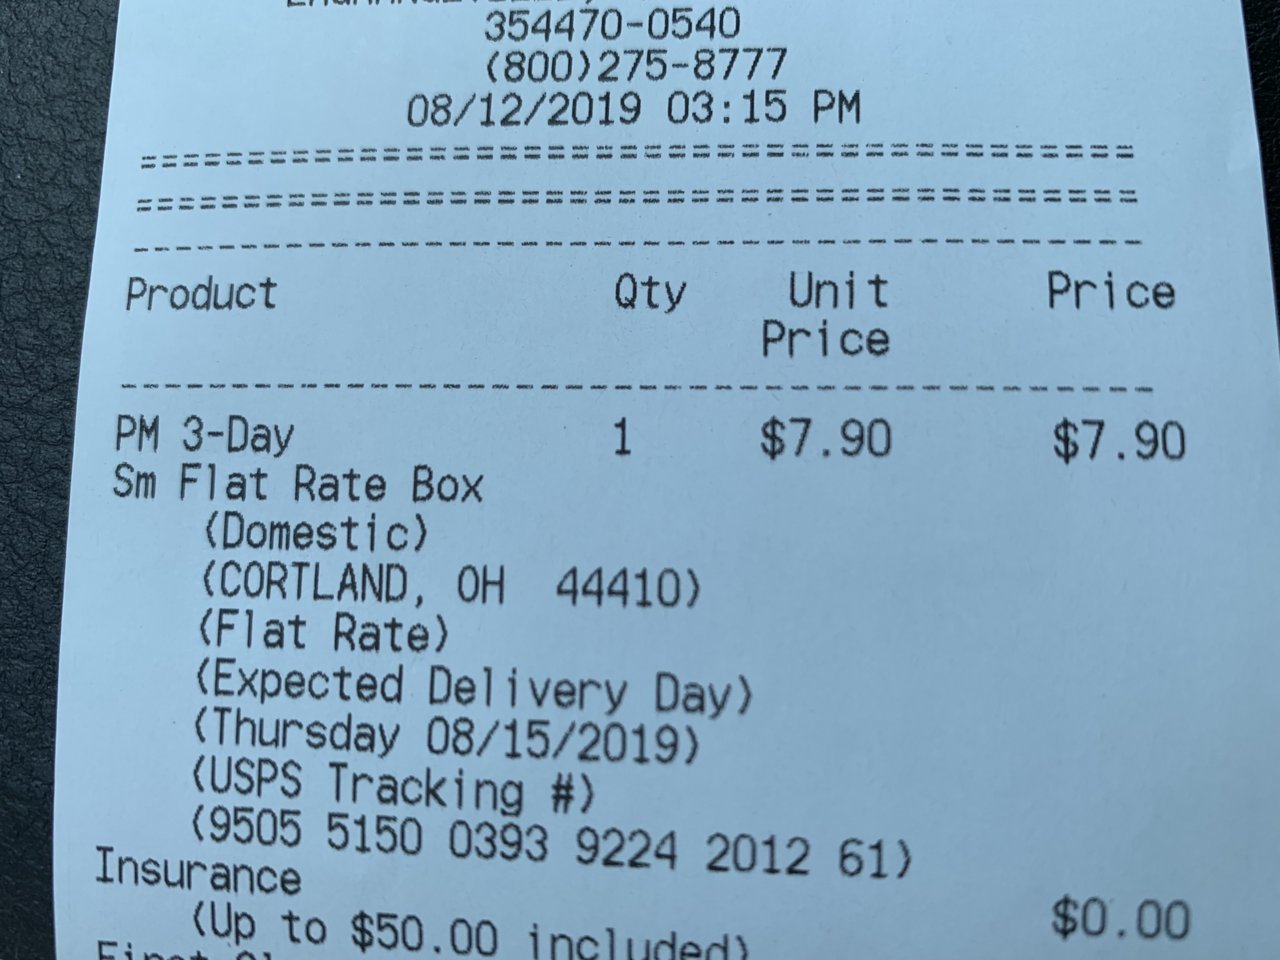 354470-0540
(800)275-8777
08/12/2019 03:15 PM
==============================================
==============================================
----------------------------------------------
Product Qty Unit Price
Price
----------------------------------------------
PM 3-Day 1 $7.90 $7.90
Sm Flat Rate Box
(Domestic)
(CORTLAND, OH 44410)
(Flat Rate)
(Expected Delivery Day)
(Thursday 08/15/2019)
(USPS Tracking #)
(9505 5150 0393 9224 2012 61)
Insurance $0.00
(Up to $50.00 included)